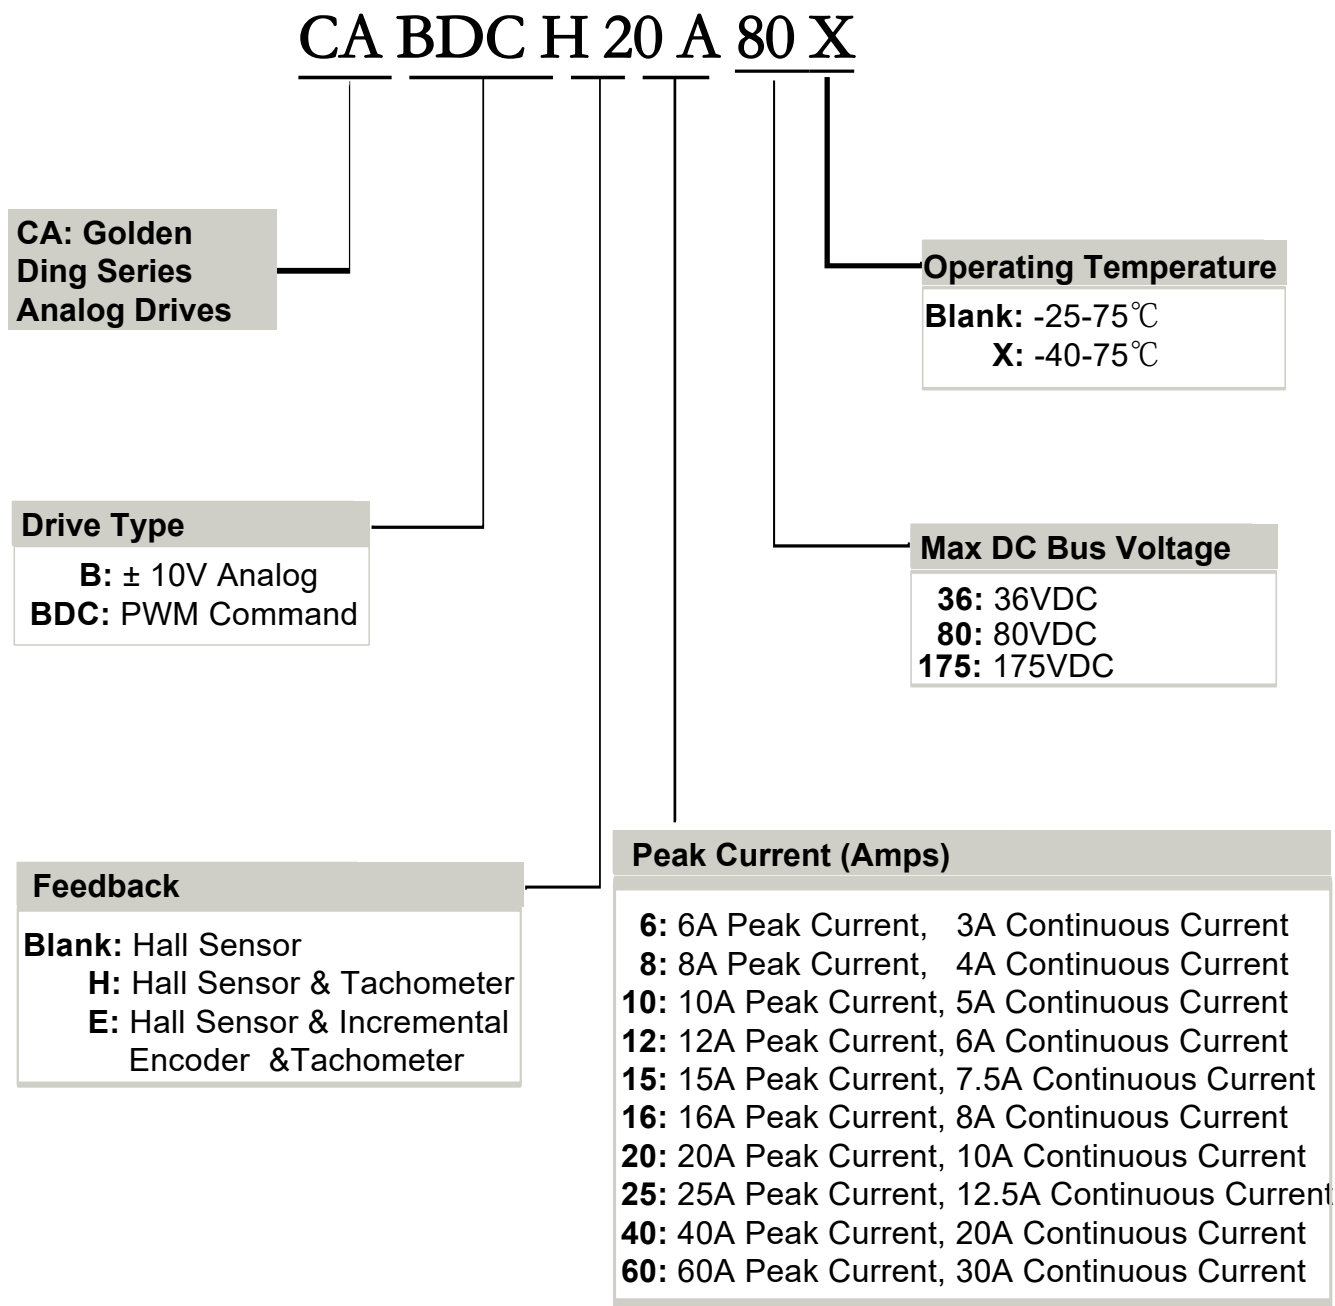 CA BDC H 20 A 80 X
CA: Golden
Ding Series
Analog Drives
Operating Temperature
Blank: -25-75℃
X: -40-75℃
Drive Type
B: ± 10V Analog
BDC: PWM Command
Max DC Bus Voltage
36: 36VDC
80: 80VDC
175: 175VDC
Feedback
Blank: Hall Sensor
H: Hall Sensor & Tachometer
E: Hall Sensor & Incremental
Encoder &Tachometer
Peak Current (Amps)
6: 6A Peak Current, 3A Continuous Current
8: 8A Peak Current, 4A Continuous Current
10: 10A Peak Current, 5A Continuous Current
12: 12A Peak Current, 6A Continuous Current
15: 15A Peak Current, 7.5A Continuous Current
16: 16A Peak Current, 8A Continuous Current
20: 20A Peak Current, 10A Continuous Current
25: 25A Peak Current, 12.5A Continuous Current
40: 40A Peak Current, 20A Continuous Current
60: 60A Peak Current, 30A Continuous Current